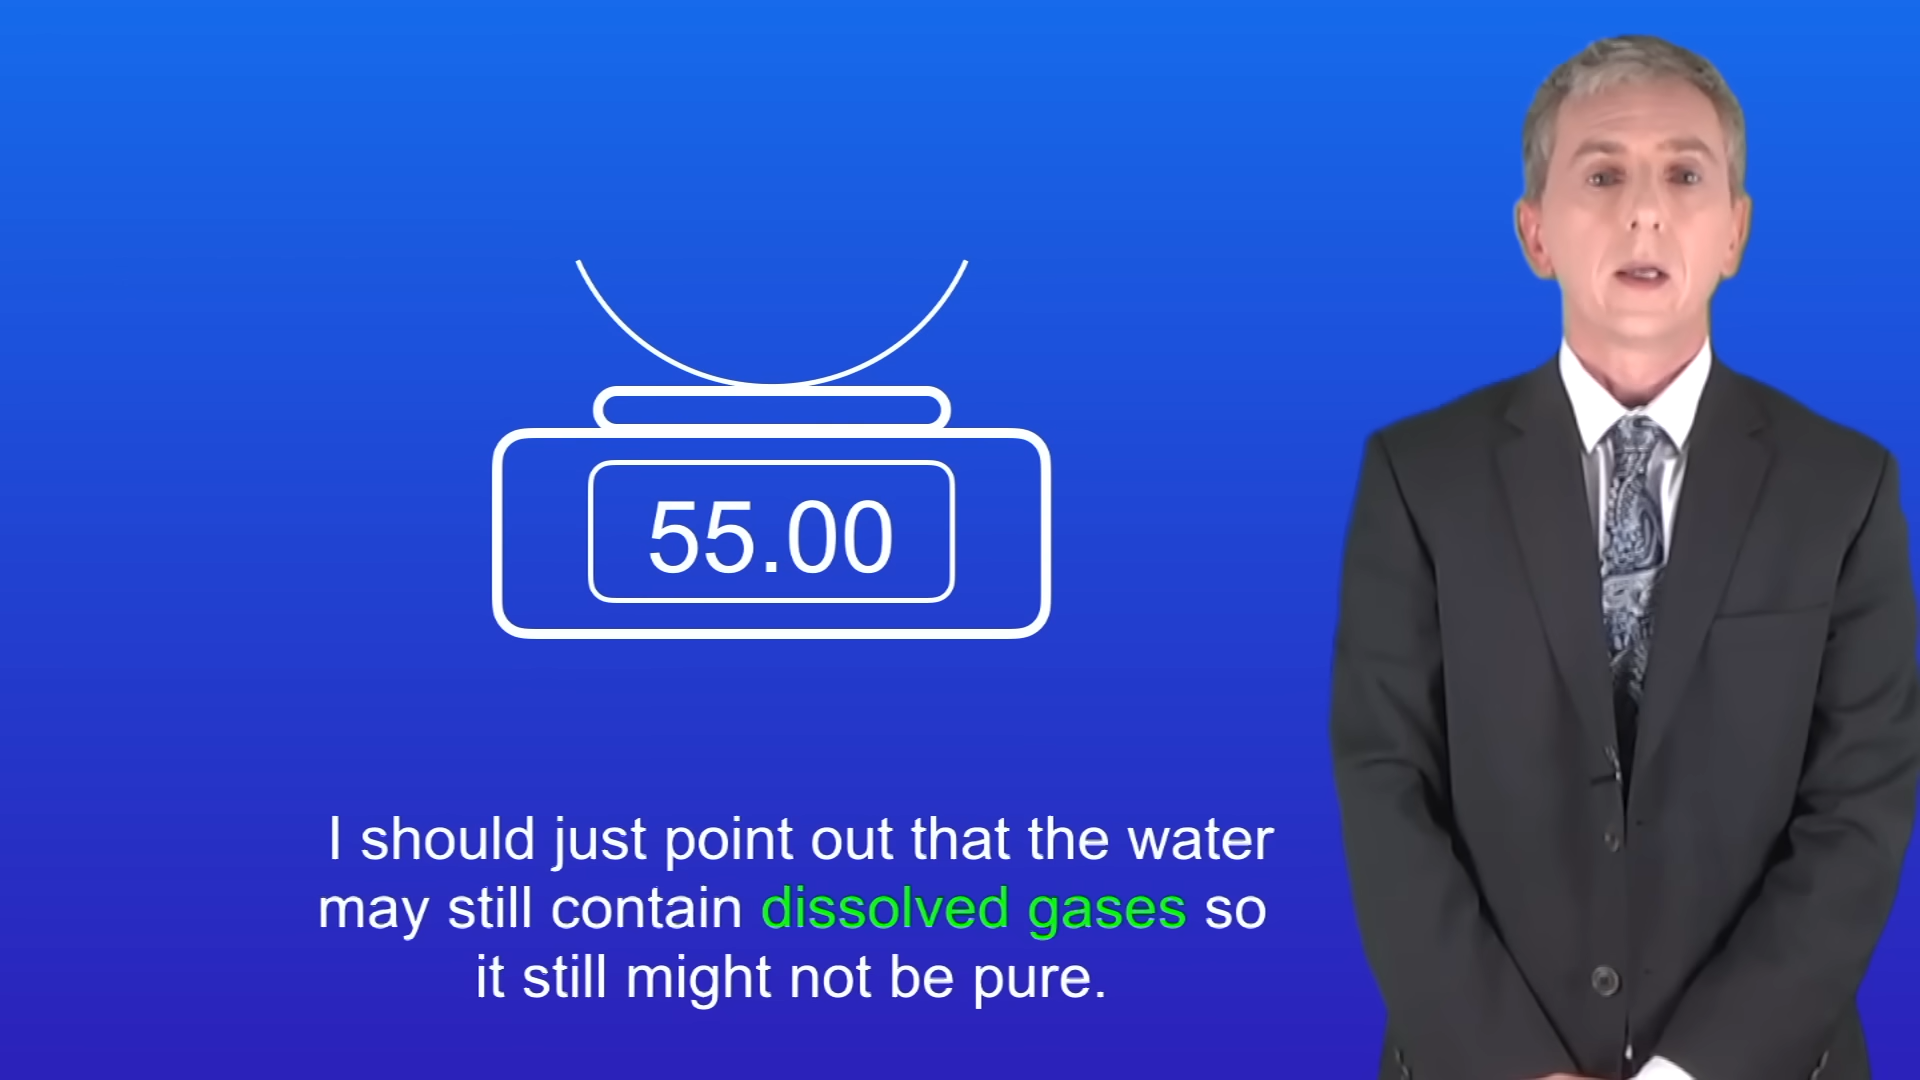 55.00
I should just point out that the water
may still contain dissolved gases so
it still might not be pure.